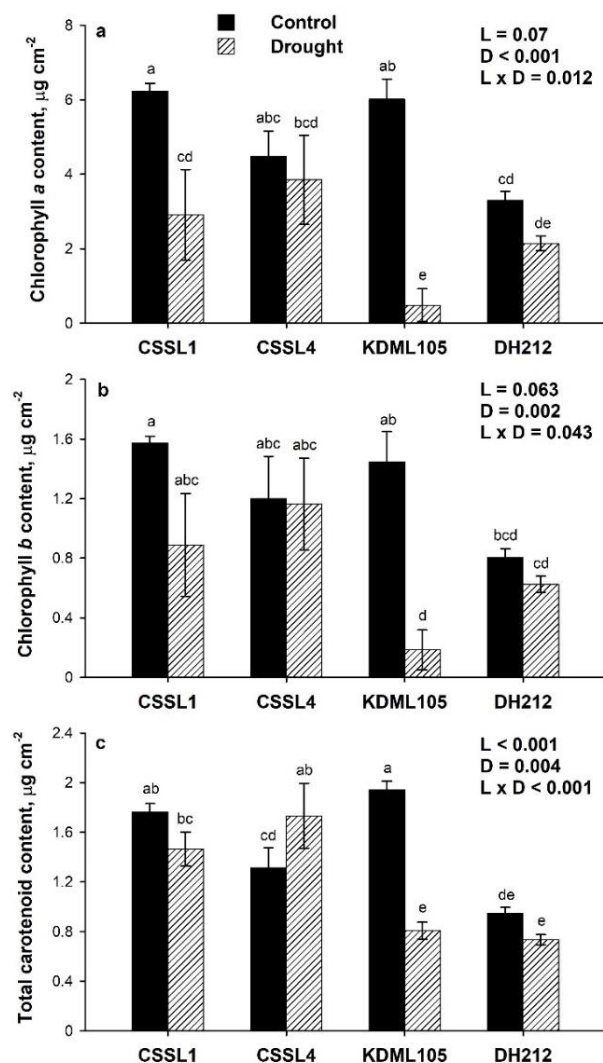 a
Control
Drought
L = 0.07
D < 0.001
L x D = 0.012
Chlorophyll a content, µg cm-2
8
6
4
2
0
a
cd
abc
bcd
ab
e
cd
de
CSSL1 CSSL4 KDML105 DH212
b
L = 0.063
D = 0.002
L x D = 0.043
Chlorophyll b content, µg cm-2
2
1.6
1.2
0.8
0.4
0
a
abc
abc
abc
ab
d
bcd
cd
CSSL1 CSSL4 KDML105 DH212
c
L < 0.001
D = 0.004
L x D < 0.001
Total carotenoid content, µg cm-2
2.4
2
1.6
1.2
0.8
0.4
0
ab
bc
cd
ab
a
e
de
e
CSSL1 CSSL4 KDML105 DH212